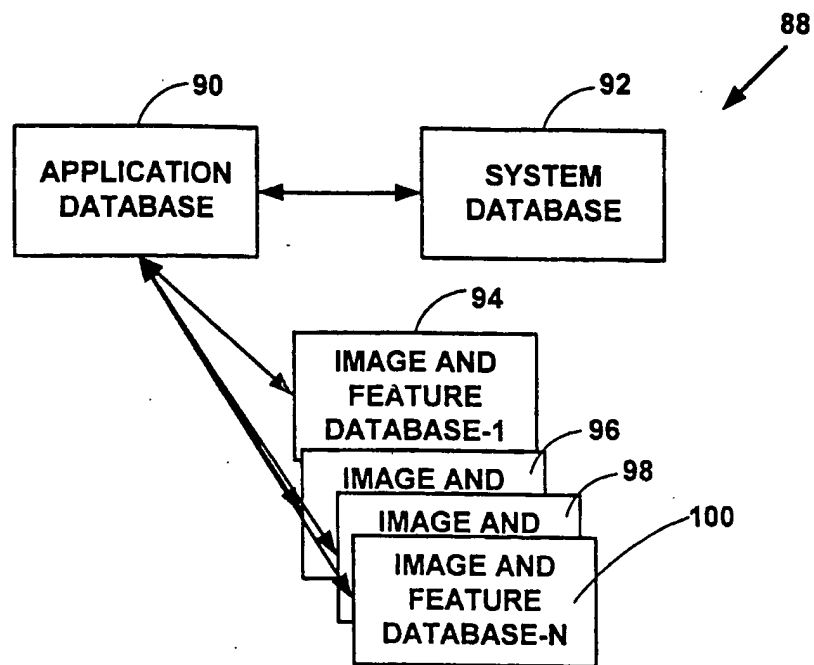 88
90
92
APPLICATION
DATABASE
SYSTEM
DATABASE
94
IMAGE AND
FEATURE
DATABASE-1
96
IMAGE AND
98
IMAGE AND
100
IMAGE AND
FEATURE
DATABASE-N